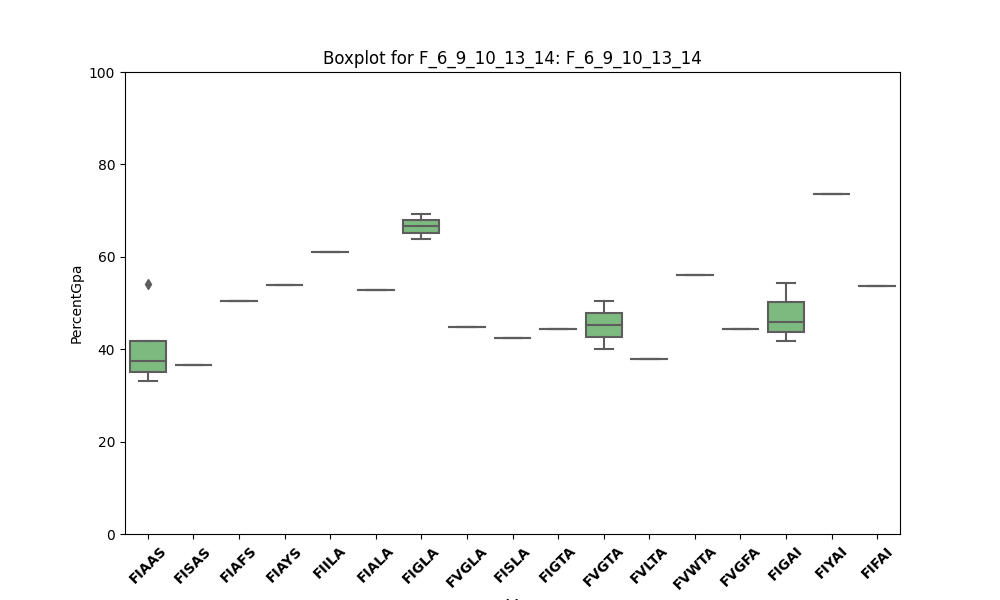 Boxplot for F_6_9_10_13_14: F_6_9_10_13_14
100
80
60
40
20
0
PercentGpa
FIAAS
FISAS
FIAFS
FIAYS
FIILA
FIALA
FIGLA
FVGLA
FISLA
FIGTA
FVGTA
FVLTA
FVWTA
FVGFA
FIGAI
FIYAI
FIFAI